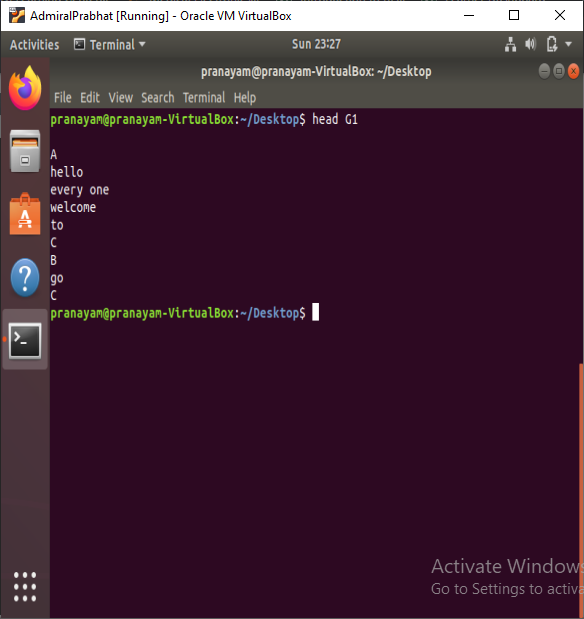 AdmiralPrabhat [Running] - Oracle VM VirtualBox
Activities Terminal Sun 23:27
pranayam@pranayam-VirtualBox: ~/Desktop
File Edit View Search Terminal Help
pranayam@pranayam-VirtualBox:~/Desktop$ head G1
A
hello
every one
welcome
to
C
B
go
C
pranayam@pranayam-VirtualBox:~/Desktop$
Activate Windows
Go to Settings to activa